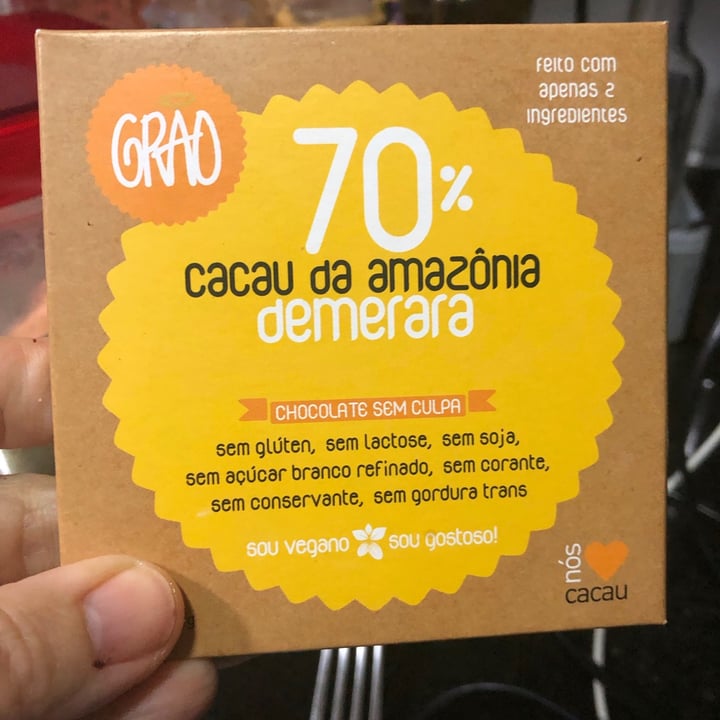 GRÃO
feito com
apenas 2
ingredientes
70%
cacau da amazônia
demerara
CHOCOLATE SEM CULPA
sem glúten, sem lactose, sem soja,
sem açúcar branco refinado, sem corante,
sem conservante, sem gordura trans
sou vegano sou gostoso!
nós
cacau